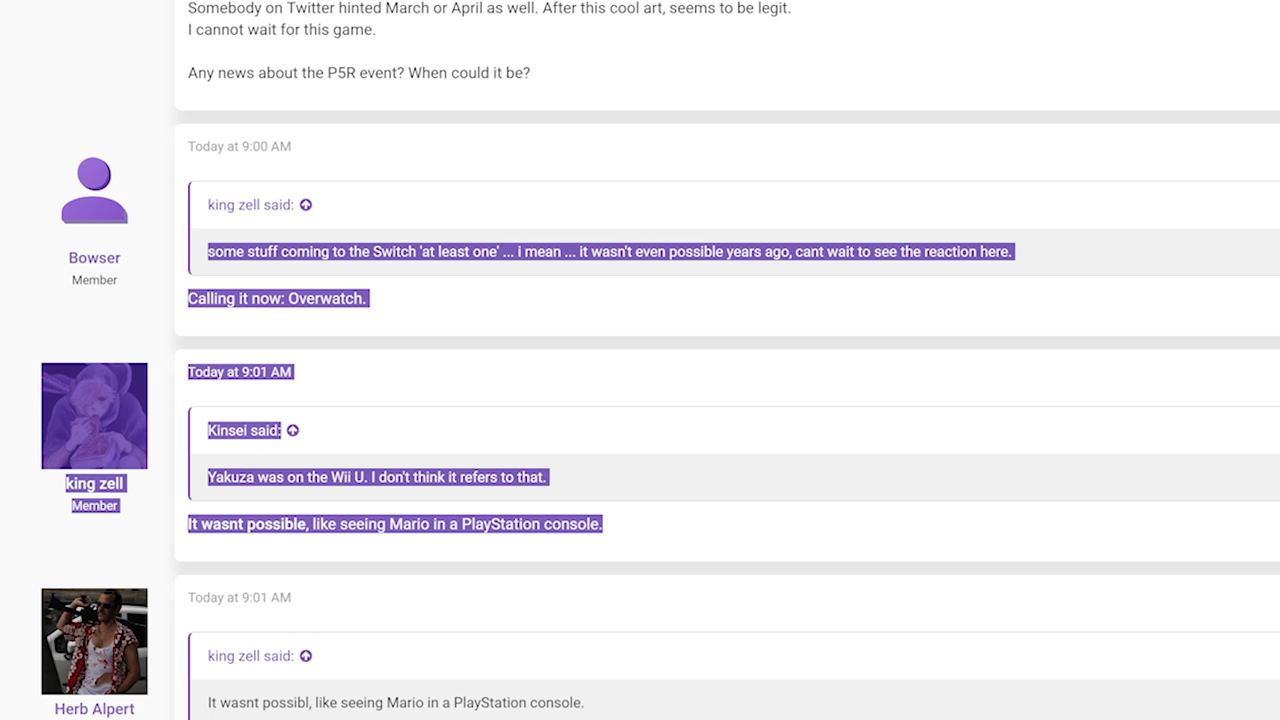 Somebody on Twitter hinted March or April as well. After this cool art, seems to be legit.
I cannot wait for this game.
Any news about the P5R event? When could it be?
Today at 9:00 AM
king zell said:
some stuff coming to the Switch 'at least one' ... i mean ... it wasn't even possible years ago, cant wait to see the reaction here.
Bowser
Member
Calling it now: Overwatch.
Today at 9:01 AM
Kinsei said:
Yakuza was on the Wii U. I don't think it refers to that.
king zell
Member
It wasnt possible, like seeing Mario in a PlayStation console.
Today at 9:01 AM
king zell said:
It wasnt possibl, like seeing Mario in a PlayStation console.
Herb Alpert